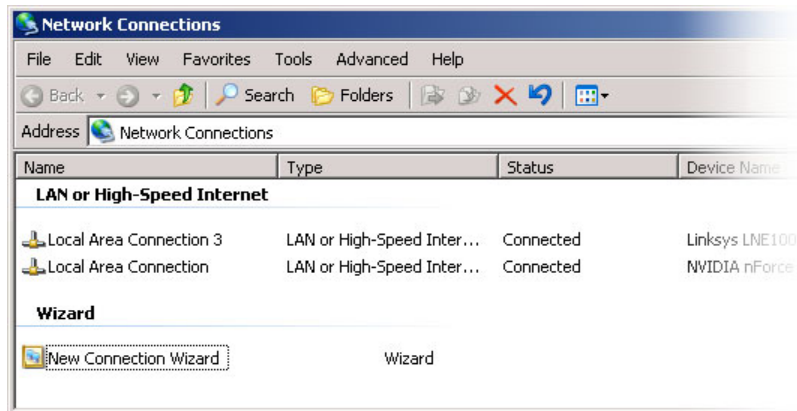 Network Connections
File Edit View Favorites Tools Advanced Help
Back Search Folders
Address Network Connections
Name Type Status Device Name
LAN or High-Speed Internet
Local Area Connection 3 LAN or High-Speed Inter... Connected Linksys LNE100
Local Area Connection LAN or High-Speed Inter... Connected NVIDIA nForce
Wizard
New Connection Wizard Wizard